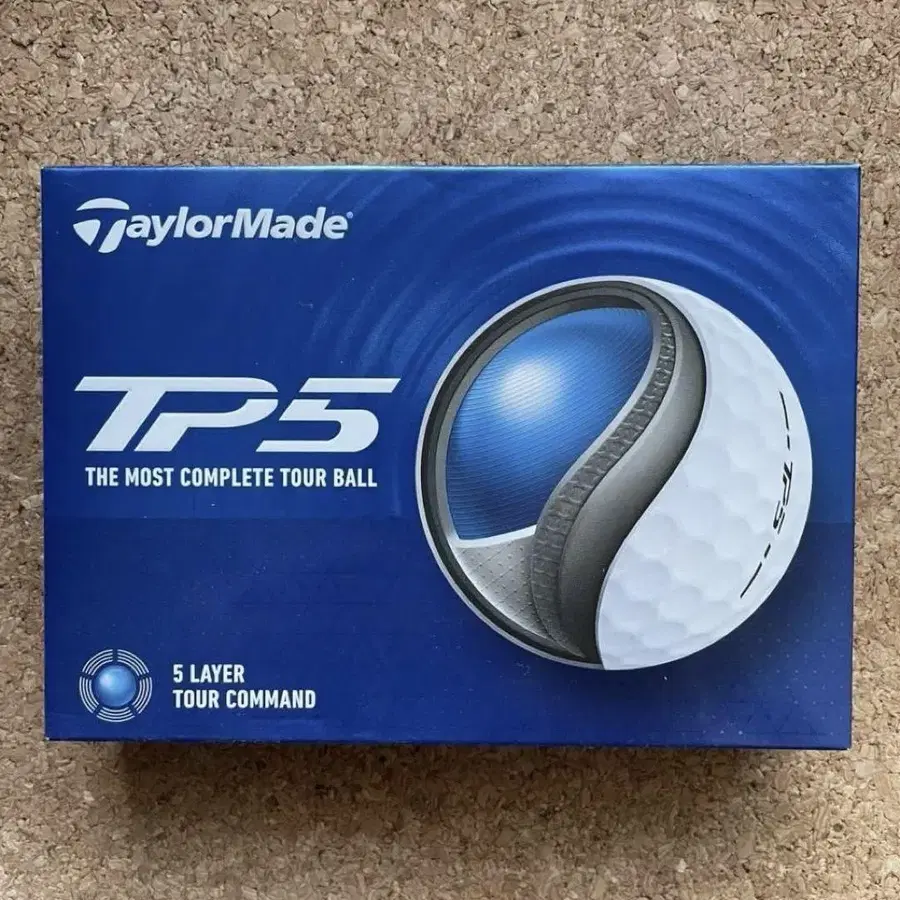 TaylorMade®
TP5
THE MOST COMPLETE TOUR BALL
TP5
5 LAYER
TOUR COMMAND